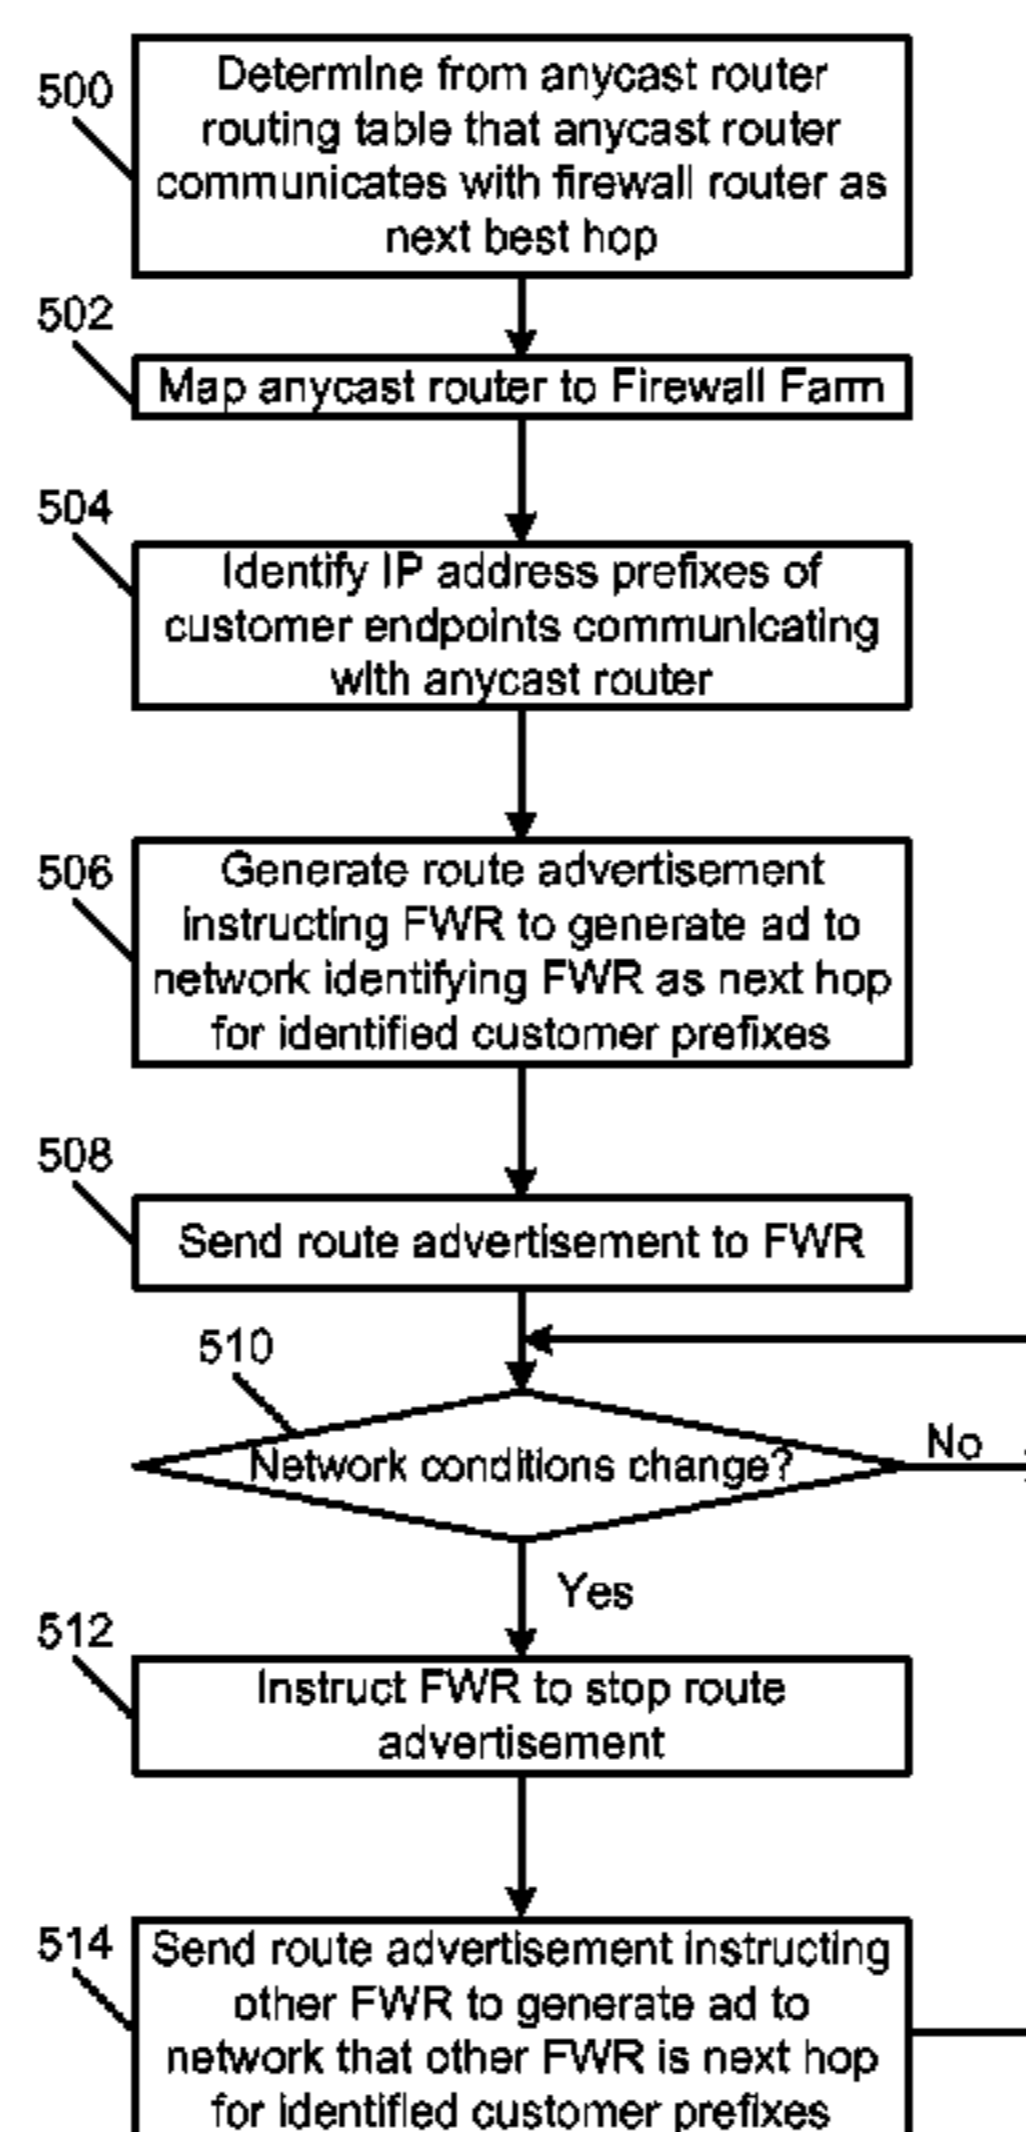 500
Determine from anycast router
routing table that anycast router
communicates with firewall router as
next best hop
502
Map anycast router to Firewall Farm
504
Identify IP address prefixes of
customer endpoints communicating
with anycast router
506
Generate route advertisement
instructing FWR to generate ad to
network identifying FWR as next hop
for identified customer prefixes
508
Send route advertisement to FWR
510
Network conditions change?
No
Yes
512
Instruct FWR to stop route
advertisement
514
Send route advertisement instructing
other FWR to generate ad to
network that other FWR is next hop
for identified customer prefixes